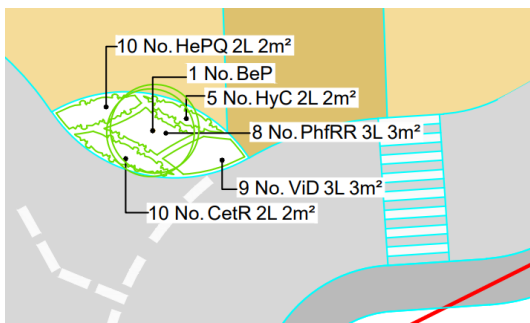 10 No. HePQ 2L 2m²
1 No. BeP
5 No. HyC 2L 2m²
8 No. PhfRR 3L 3m²
9 No. ViD 3L 3m²
10 No. CetR 2L 2m²